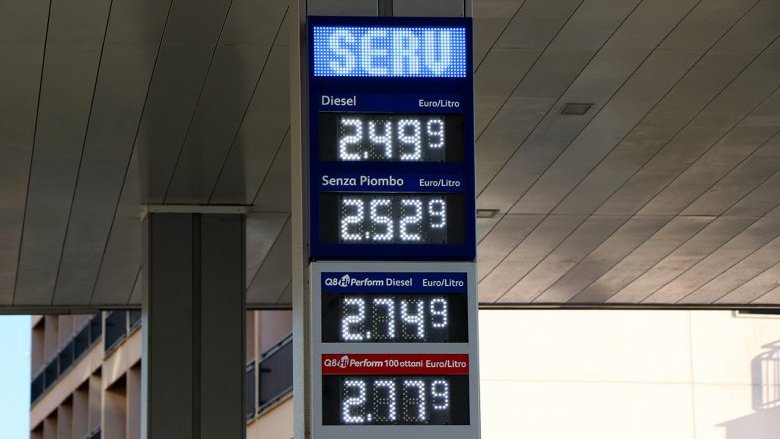 SERV
Diesel Euro/Litro
2.499
Senza Piombo Euro/Litro
2.529
Q8 Hi Perform Diesel Euro/Litro
2.749
Q8 Hi Perform 100 ottani Euro/Litro
2.779